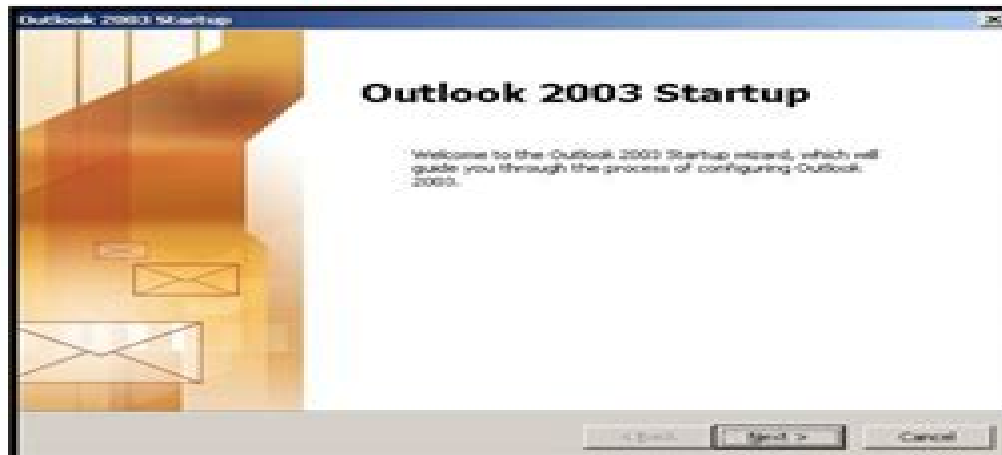 Outlook 2003 Startup
Outlook 2003 Startup
Welcome to the Outlook 2003 Startup wizard, which will
guide you through the process of configuring Outlook
2003.
< Back Next > Cancel